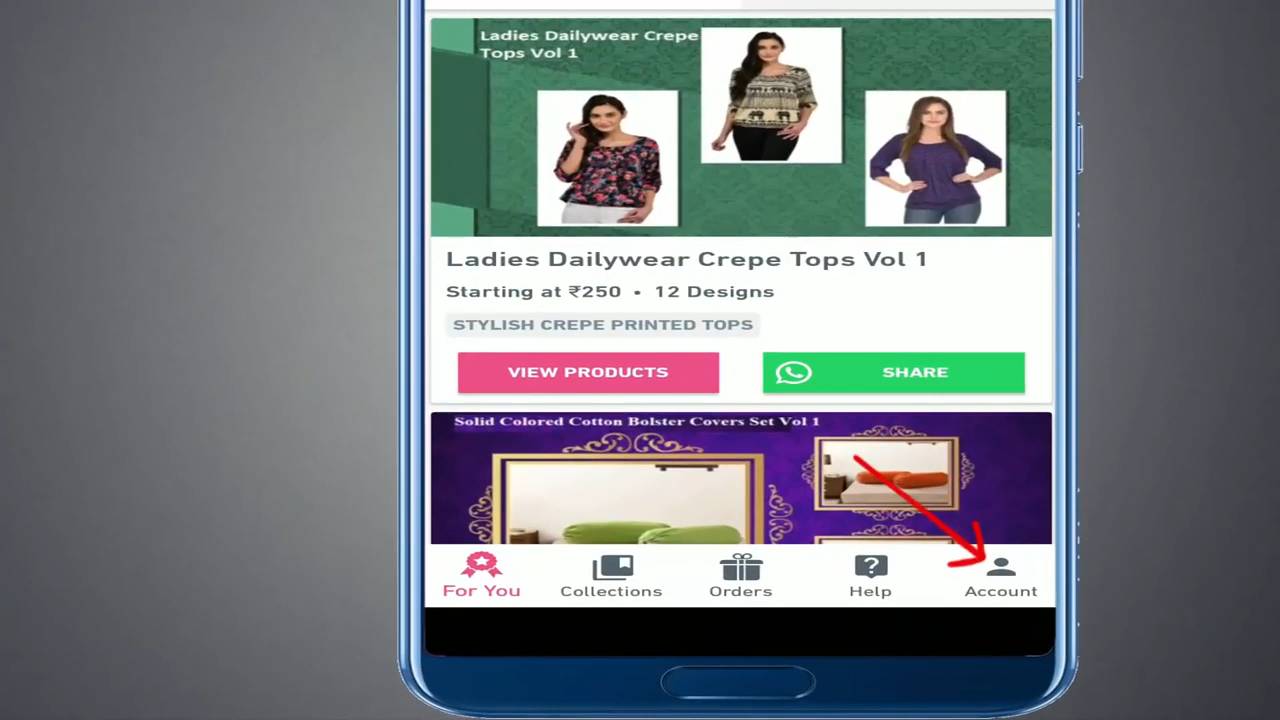 Ladies Dailywear Crepe
Tops Vol 1
Ladies Dailywear Crepe Tops Vol 1
Starting at ₹250 • 12 Designs
STYLISH CREPE PRINTED TOPS
VIEW PRODUCTS
SHARE
Solid Colored Cotton Bolster Covers Set Vol 1
For You
Collections
Orders
Help
Account